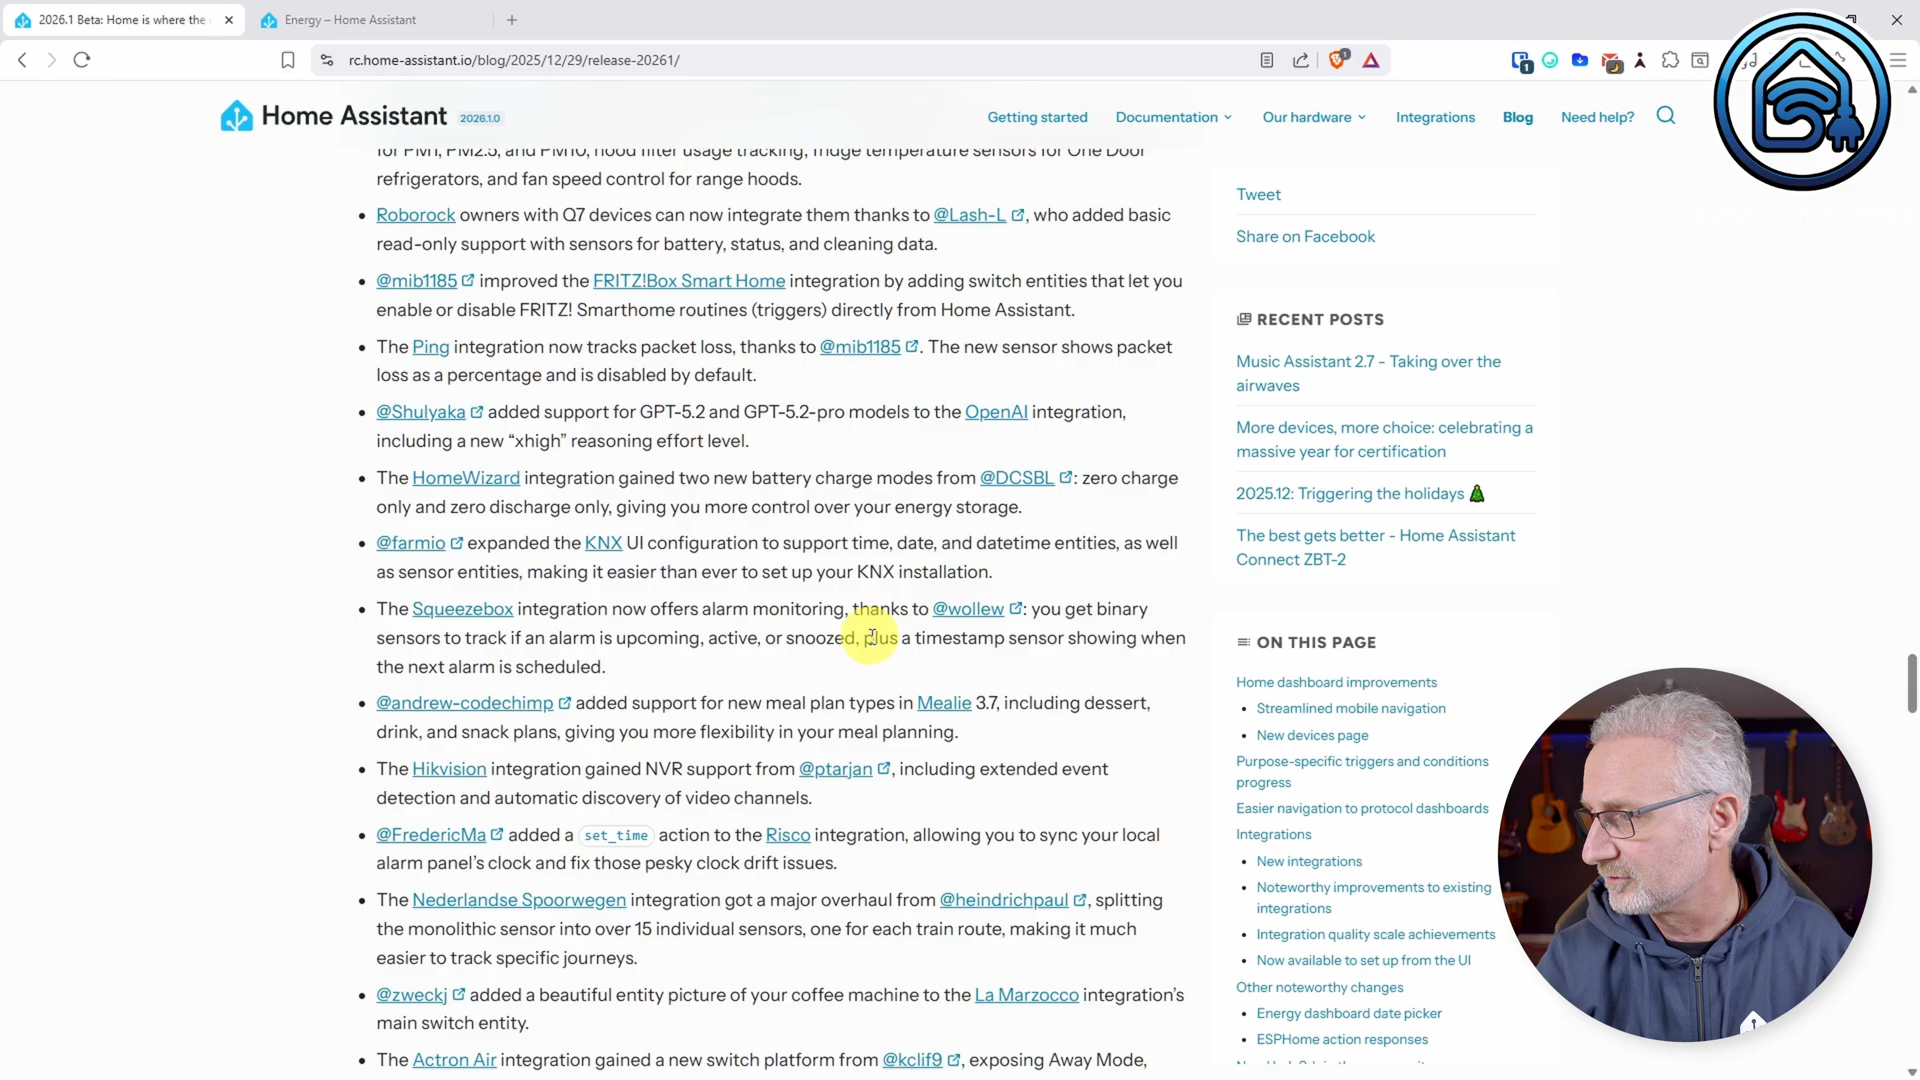 2026.1 Beta: Home is where the
Energy – Home Assistant
rc.home-assistant.io/blog/2025/12/29/release-20261/
Home Assistant 2026.1.0
Getting started
Documentation
Our hardware
Integrations
Blog
Need help?
for PM1, PM2.5, and PM10, hood filter usage tracking, fridge temperature sensors for One Door
refrigerators, and fan speed control for range hoods.
Roborock owners with Q7 devices can now integrate them thanks to @Lash-L, who added basic
read-only support with sensors for battery, status, and cleaning data.
@mib1185 improved the FRITZ!Box Smart Home integration by adding switch entities that let you
enable or disable FRITZ! Smarthome routines (triggers) directly from Home Assistant.
The Ping integration now tracks packet loss, thanks to @mib1185. The new sensor shows packet
loss as a percentage and is disabled by default.
@Shulyaka added support for GPT-5.2 and GPT-5.2-pro models to the OpenAI integration,
including a new “xhigh” reasoning effort level.
The HomeWizard integration gained two new battery charge modes from @DCSBL: zero charge
only and zero discharge only, giving you more control over your energy storage.
@farmio expanded the KNX UI configuration to support time, date, and datetime entities, as well
as sensor entities, making it easier than ever to set up your KNX installation.
The Squeezebox integration now offers alarm monitoring, thanks to @wollew: you get binary
sensors to track if an alarm is upcoming, active, or snoozed, plus a timestamp sensor showing when
the next alarm is scheduled.
@andrew-codechimp added support for new meal plan types in Mealie 3.7, including dessert,
drink, and snack plans, giving you more flexibility in your meal planning.
The Hikvision integration gained NVR support from @ptarjan, including extended event
detection and automatic discovery of video channels.
@FredericMa added a set_time action to the Risco integration, allowing you to sync your local
alarm panel’s clock and fix those pesky clock drift issues.
The Nederlandse Spoorwegen integration got a major overhaul from @heindrichpaul, splitting
the monolithic sensor into over 15 individual sensors, one for each train route, making it much
easier to track specific journeys.
@zweckj added a beautiful entity picture of your coffee machine to the La Marzocco integration’s
main switch entity.
The Actron Air integration gained a new switch platform from @kclif9, exposing Away Mode,
Tweet
Share on Facebook
RECENT POSTS
Music Assistant 2.7 - Taking over the
airwaves
More devices, more choice: celebrating a
massive year for certification
2025.12: Triggering the holidays 🎄
The best gets better - Home Assistant
Connect ZBT-2
ON THIS PAGE
Home dashboard improvements
Streamlined mobile navigation
New devices page
Purpose-specific triggers and conditions
progress
Easier navigation to protocol dashboards
Integrations
New integrations
Noteworthy improvements to existing
integrations
Integration quality scale achievements
Now available to set up from the UI
Other noteworthy changes
Energy dashboard date picker
ESPHome action responses